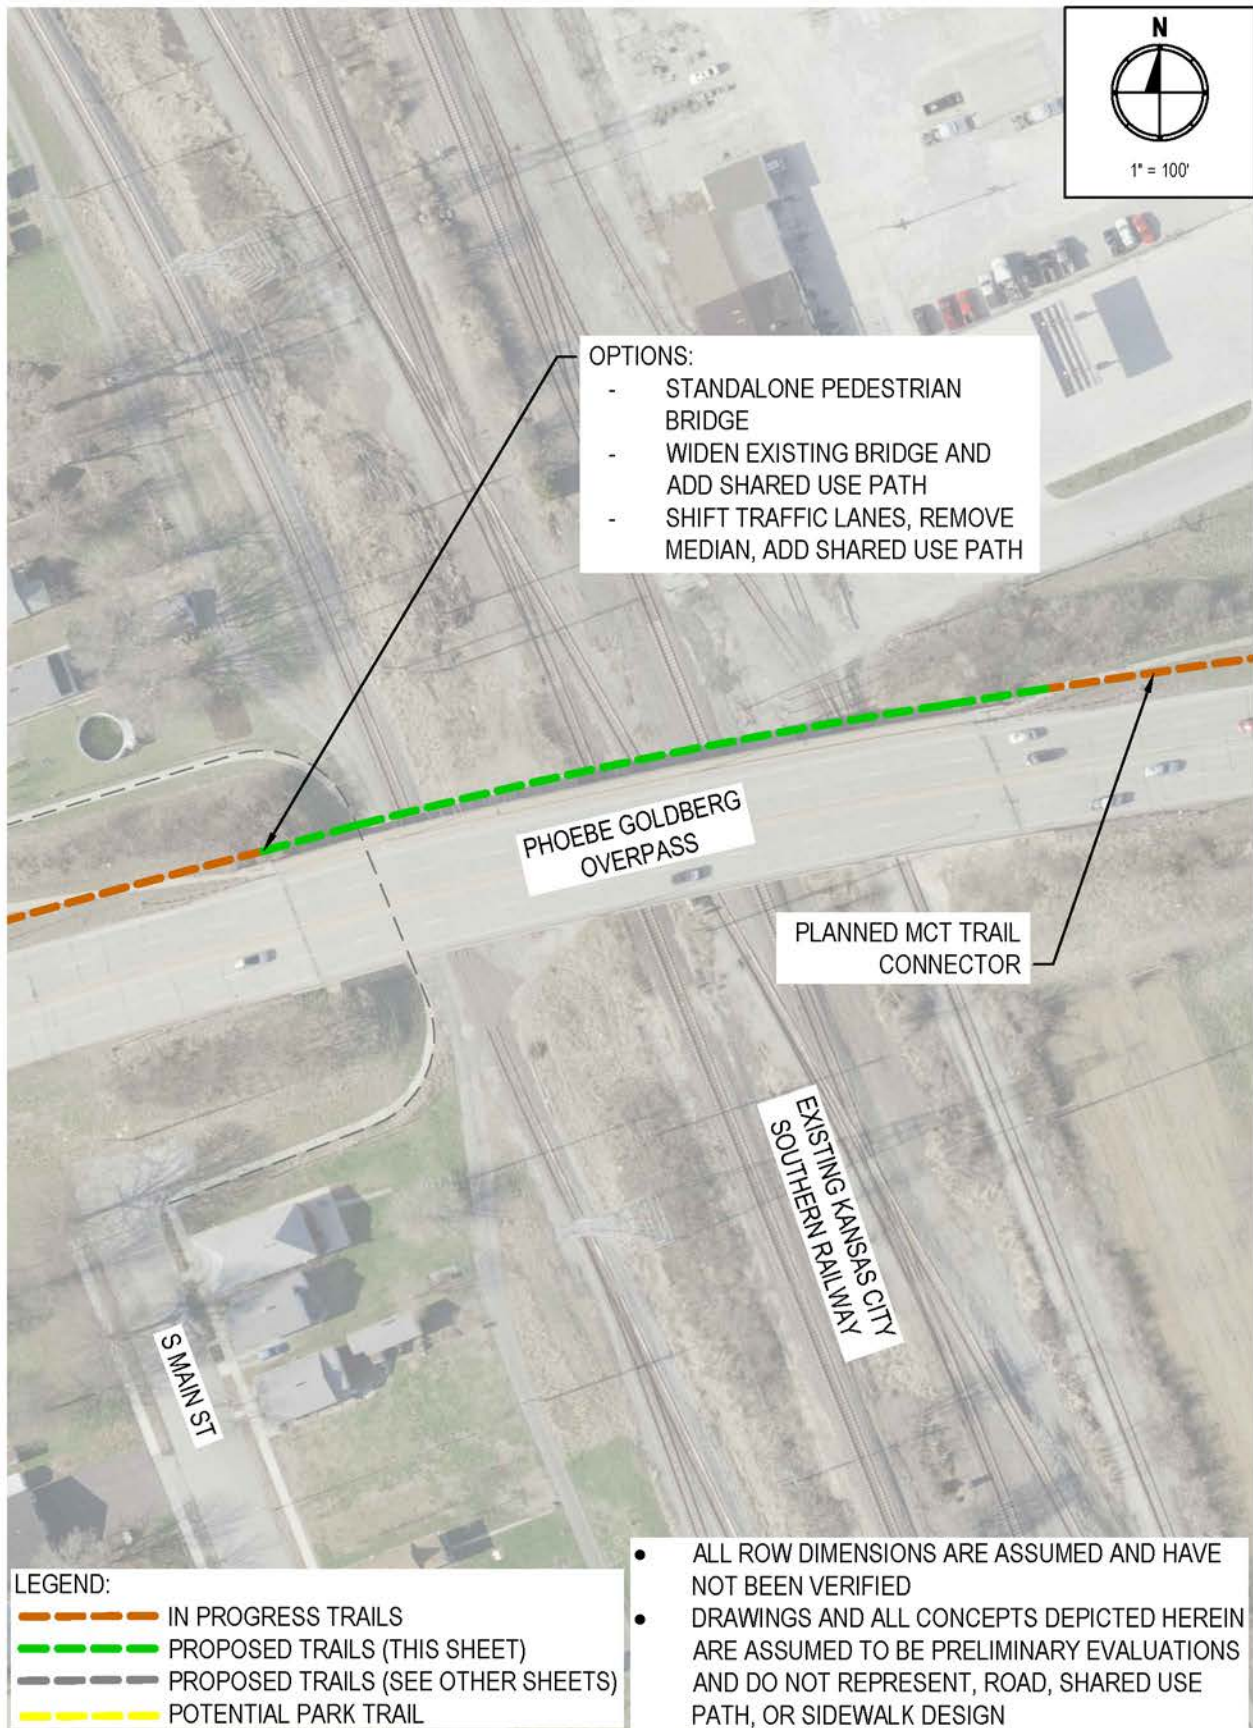 N
1" = 100'
OPTIONS:
- STANDALONE PEDESTRIAN
BRIDGE
- WIDEN EXISTING BRIDGE AND
ADD SHARED USE PATH
- SHIFT TRAFFIC LANES, REMOVE
MEDIAN, ADD SHARED USE PATH
PHOEBE GOLDBERG
OVERPASS
PLANNED MCT TRAIL
CONNECTOR
EXISTING KANSAS CITY
SOUTHERN RAILWAY
S MAIN ST
LEGEND:
IN PROGRESS TRAILS
PROPOSED TRAILS (THIS SHEET)
PROPOSED TRAILS (SEE OTHER SHEETS)
POTENTIAL PARK TRAIL
• ALL ROW DIMENSIONS ARE ASSUMED AND HAVE
NOT BEEN VERIFIED
• DRAWINGS AND ALL CONCEPTS DEPICTED HEREIN
ARE ASSUMED TO BE PRELIMINARY EVALUATIONS
AND DO NOT REPRESENT, ROAD, SHARED USE
PATH, OR SIDEWALK DESIGN